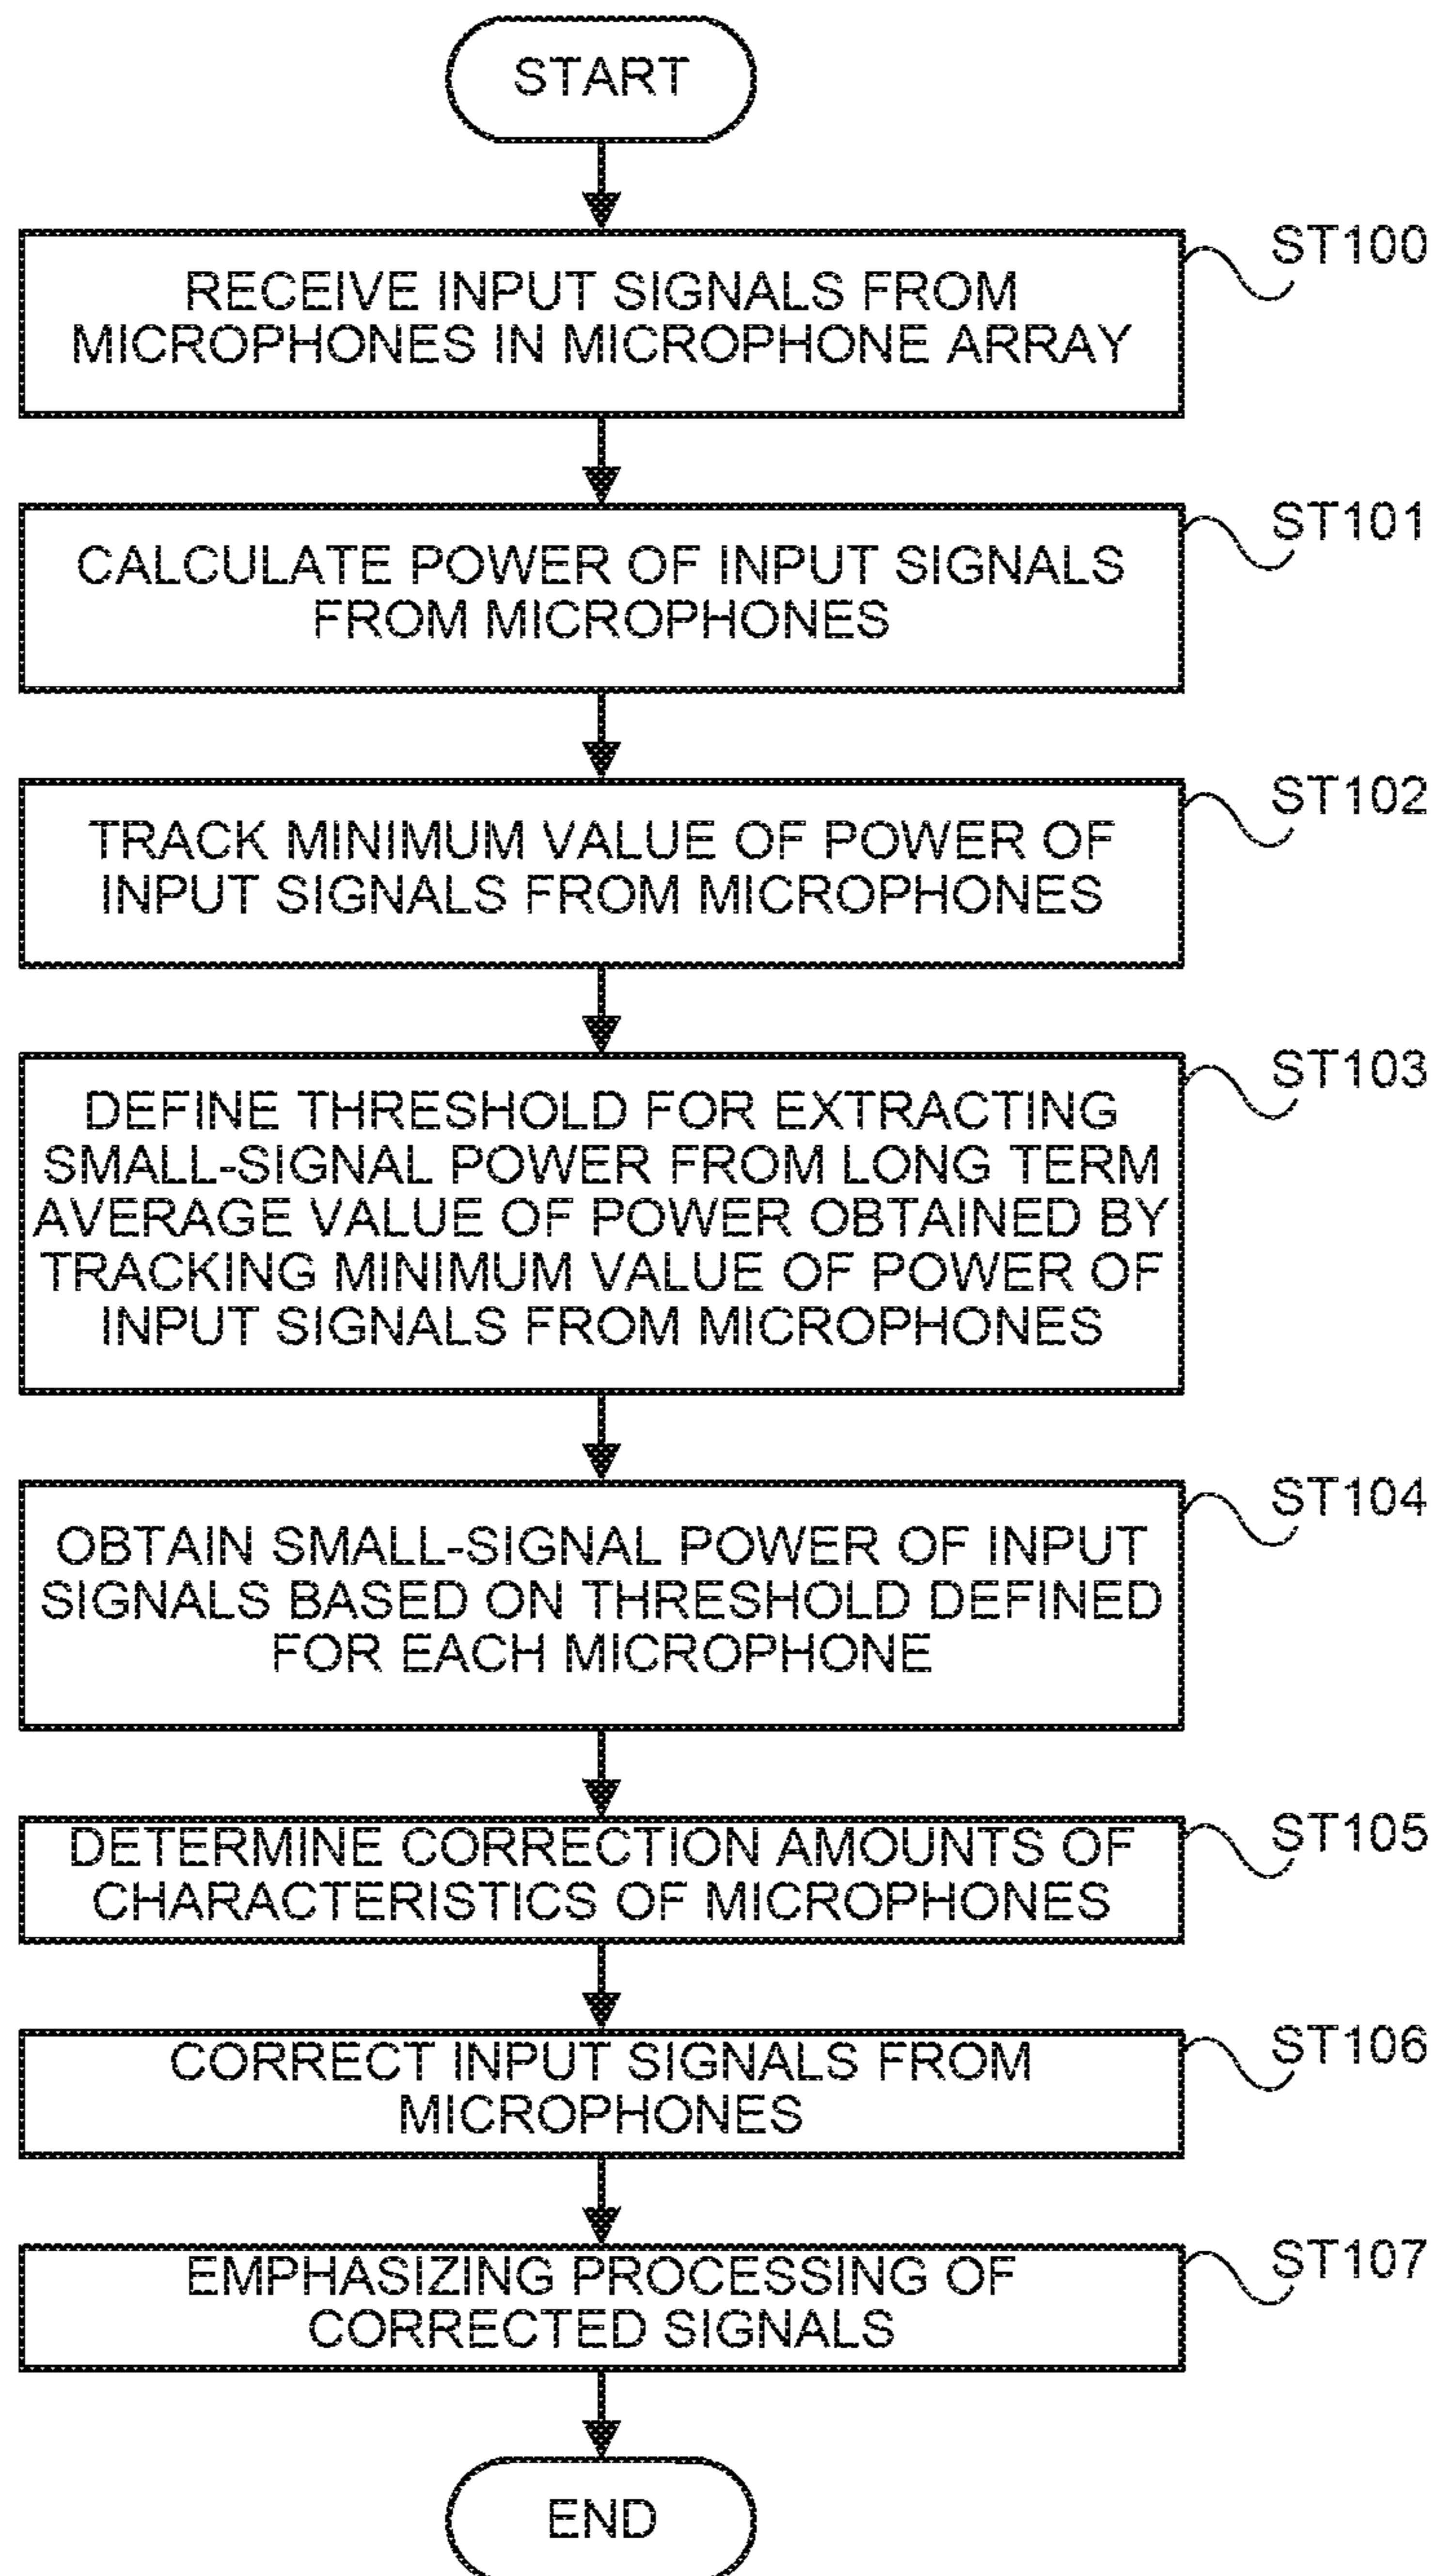 START
ST100
RECEIVE INPUT SIGNALS FROM
MICROPHONES IN MICROPHONE ARRAY
ST101
CALCULATE POWER OF INPUT SIGNALS
FROM MICROPHONES
ST102
TRACK MINIMUM VALUE OF POWER OF
INPUT SIGNALS FROM MICROPHONES
ST103
DEFINE THRESHOLD FOR EXTRACTING
SMALL-SIGNAL POWER FROM LONG TERM
AVERAGE VALUE OF POWER OBTAINED BY
TRACKING MINIMUM VALUE OF POWER OF
INPUT SIGNALS FROM MICROPHONES
ST104
OBTAIN SMALL-SIGNAL POWER OF INPUT
SIGNALS BASED ON THRESHOLD DEFINED
FOR EACH MICROPHONE
ST105
DETERMINE CORRECTION AMOUNTS OF
CHARACTERISTICS OF MICROPHONES
ST106
CORRECT INPUT SIGNALS FROM
MICROPHONES
ST107
EMPHASIZING PROCESSING OF
CORRECTED SIGNALS
END